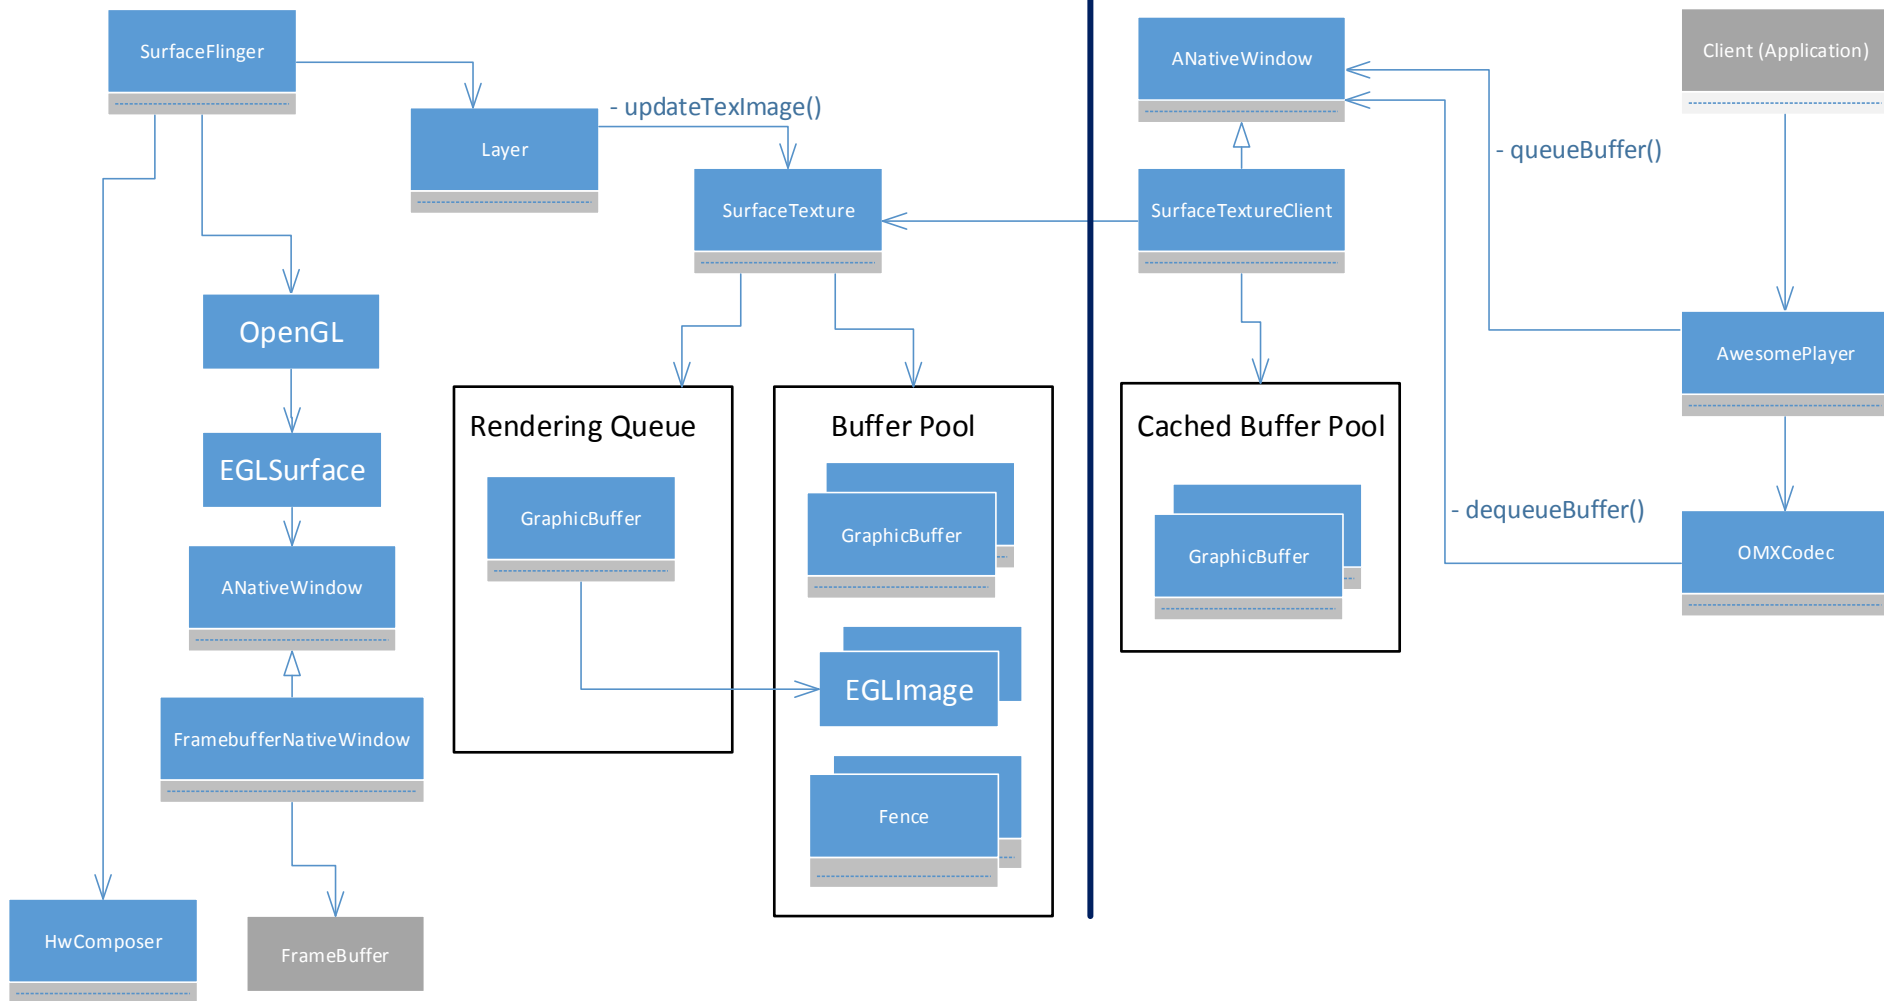 SurfaceFlinger
ANativeWindow
Client (Application)
- updateTexImage()
Layer
- queueBuffer()
SurfaceTexture
SurfaceTextureClient
OpenGL
AwesomePlayer
Rendering Queue
Buffer Pool
Cached Buffer Pool
EGLSurface
GraphicBuffer
GraphicBuffer
GraphicBuffer
- dequeueBuffer()
OMXCodec
ANativeWindow
EGLImage
FramebufferNativeWindow
Fence
HwComposer
FrameBuffer